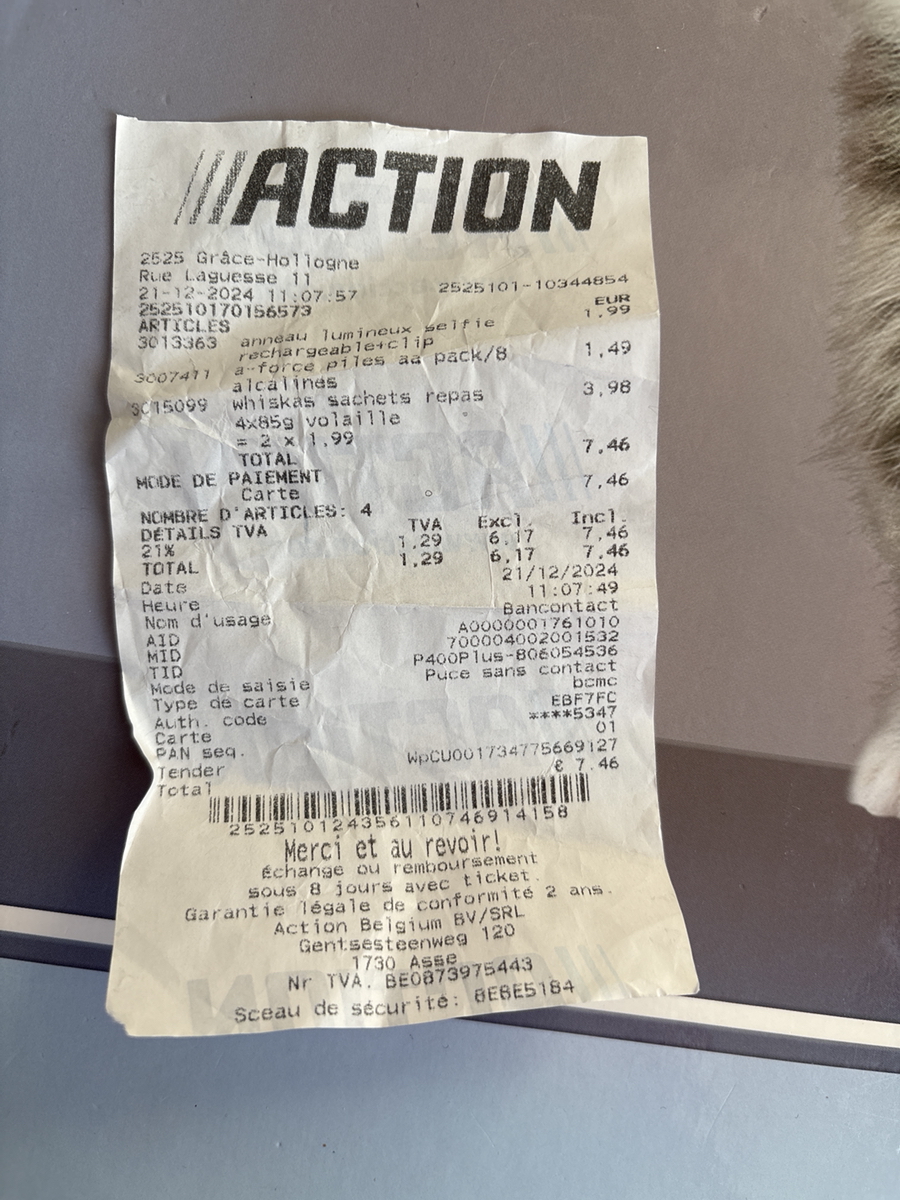 ACTION
2525 Grâce-Hollogne
Rue Laguesse 11
21-12-2024 11:07:57 2525101-10344854
252510170156573 EUR
ARTICLES
3013363 anneau lumineux selfie 1,99
rechargeable+clip
3007411 a-force piles aa pack/8 1,49
alcalines
3015099 whiskas sachets repas 3,98
4x85g volaille
= 2 x 1,99
TOTAL 7,46
MODE DE PAIEMENT
Carte 7,46
NOMBRE D'ARTICLES: 4
DÉTAILS TVA TVA Excl. Incl.
21% 1,29 6,17 7,46
TOTAL 1,29 6,17 7,46
Date 21/12/2024
Heure 11:07:49
Nom d'usage Bancontact
AID A0000001761010
MID 700004002001532
TID P400Plus-806054536
Mode de saisie Puce sans contact
Type de carte bcmc
Auth. code EBF7FC
Carte ****5347
PAN seq. 01
Tender WpCU001734775669127
Total € 7.46
2525101243561107469141​58
Merci et au revoir!
Échange ou remboursement
sous 8 jours avec ticket.
Garantie légale de conformité 2 ans.
Action Belgium BV/SRL
Gentsesteenweg 120
1730 Asse
Nr TVA. BE0873975443
Sceau de sécurité: BEBE5184